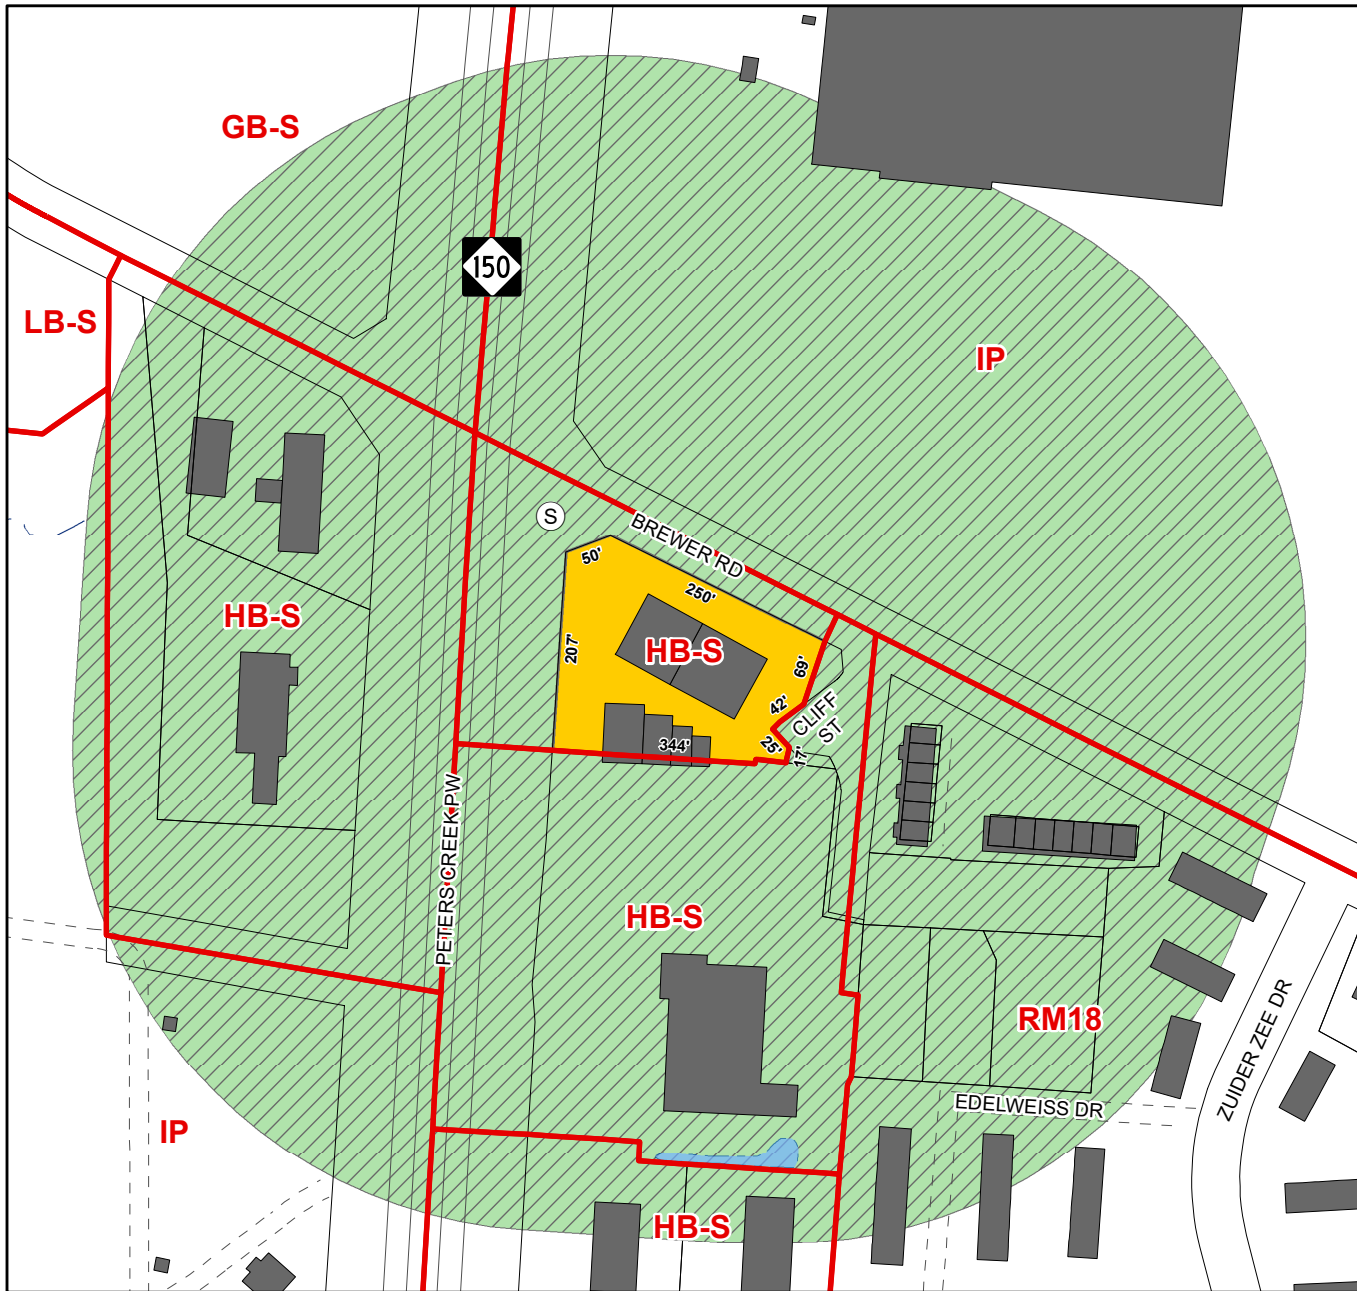 GB-S
150
LB-S
IP
S
BREWER RD
50'
250'
HB-S
207'
HB-S
69'
42'
CLIFF
ST
344'
25'
17'
PETERS CREEK PW
HB-S
RM18
ZUIDER ZEE DR
EDELWEISS DR
IP
HB-S